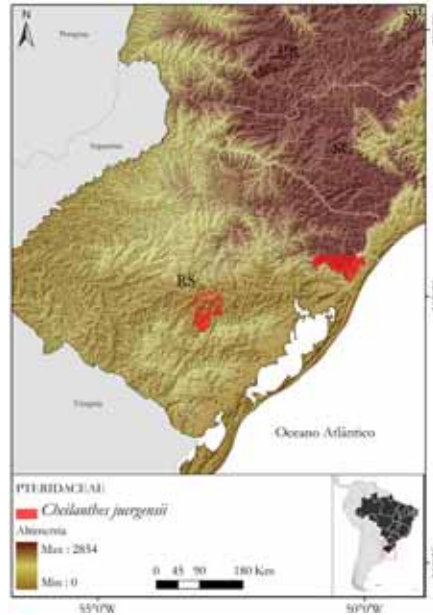 N
Paraguay
Argentina
PR
SC
RS
Uruguay
Oceano Atlântico
PTERIDACEAE
Cheilanthes juergensii
Altimetria
Max : 2854
Min : 0
0 45 90 180 Km
55°0'W 50°0'W